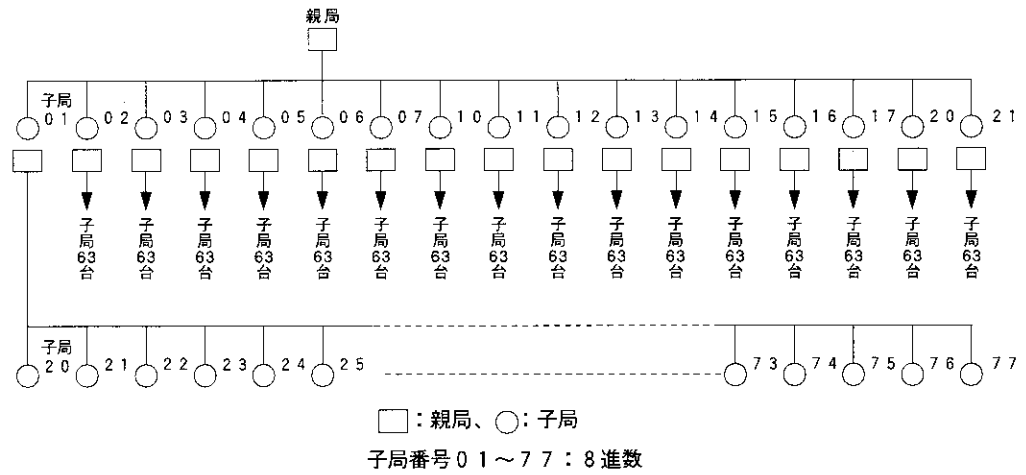 親局
子局
01 02 03 04 05 06 07 10 11 12 13 14 15 16 17 20 21
子局63台 子局63台 子局63台 子局63台 子局63台 子局63台 子局63台 子局63台 子局63台 子局63台 子局63台 子局63台 子局63台 子局63台 子局63台 子局63台
子局
20 21 22 23 24 25 73 74 75 76 77
□:親局、○:子局
子局番号01~77:8進数